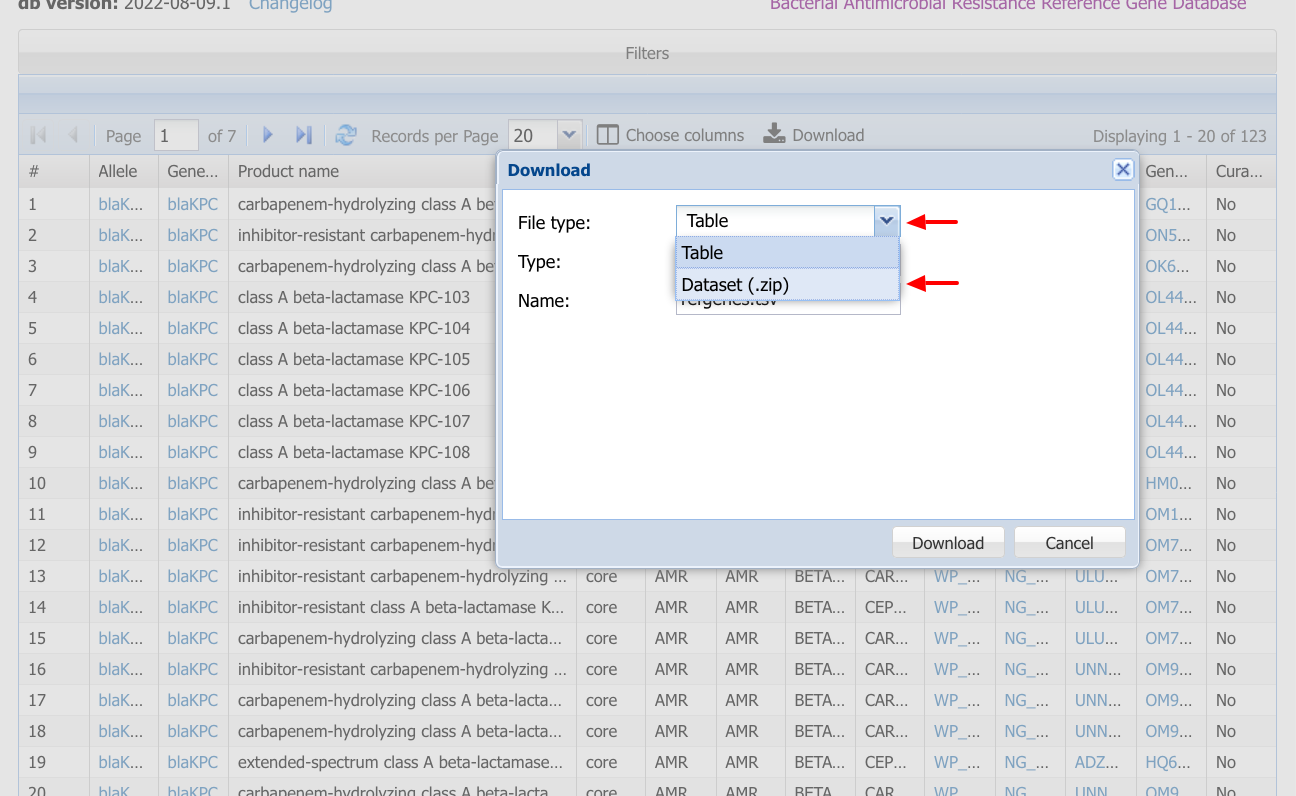 db version: 2022-08-09.1 Changelog Bacterial Antimicrobial Resistance Reference Gene Database
Filters
Page 1 of 7 Records per Page 20 Choose columns Download Displaying 1 - 20 of 123
# Allele Gene... Product name Gen... Cura...
Download
File type: Table
Table
Type:
Dataset (.zip)
Name: refgenes.tsv
Download Cancel
1 blaK... blaKPC carbapenem-hydrolyzing class A be GQ1... No
2 blaK... blaKPC inhibitor-resistant carbapenem-hyd ON5... No
3 blaK... blaKPC carbapenem-hydrolyzing class A be OK6... No
4 blaK... blaKPC class A beta-lactamase KPC-103 OL44... No
5 blaK... blaKPC class A beta-lactamase KPC-104 OL44... No
6 blaK... blaKPC class A beta-lactamase KPC-105 OL44... No
7 blaK... blaKPC class A beta-lactamase KPC-106 OL44... No
8 blaK... blaKPC class A beta-lactamase KPC-107 OL44... No
9 blaK... blaKPC class A beta-lactamase KPC-108 OL44... No
10 blaK... blaKPC carbapenem-hydrolyzing class A be HM0... No
11 blaK... blaKPC inhibitor-resistant carbapenem-hyd OM1... No
12 blaK... blaKPC inhibitor-resistant carbapenem-hyd OM7... No
13 blaK... blaKPC inhibitor-resistant carbapenem-hydrolyzing ... core AMR AMR BETA... CAR... WP_... NG_... ULU... OM7... No
14 blaK... blaKPC inhibitor-resistant class A beta-lactamase K... core AMR AMR BETA... CEP... WP_... NG_... ULU... OM7... No
15 blaK... blaKPC carbapenem-hydrolyzing class A beta-lacta... core AMR AMR BETA... CAR... WP_... NG_... ULU... OM7... No
16 blaK... blaKPC inhibitor-resistant carbapenem-hydrolyzing ... core AMR AMR BETA... CAR... WP_... NG_... UNN... OM9... No
17 blaK... blaKPC carbapenem-hydrolyzing class A beta-lacta... core AMR AMR BETA... CAR... WP_... NG_... UNN... OM9... No
18 blaK... blaKPC carbapenem-hydrolyzing class A beta-lacta... core AMR AMR BETA... CAR... WP_... NG_... UNN... OM9... No
19 blaK... blaKPC extended-spectrum class A beta-lactamase... core AMR AMR BETA... CEP... WP_... NG_... ADZ... HQ6... No
20 blaK... blaKPC carbapenem-hydrolyzing class A beta-lacta... core AMR AMR BETA... CAR... WP_... NG_... UNN... OM9... No